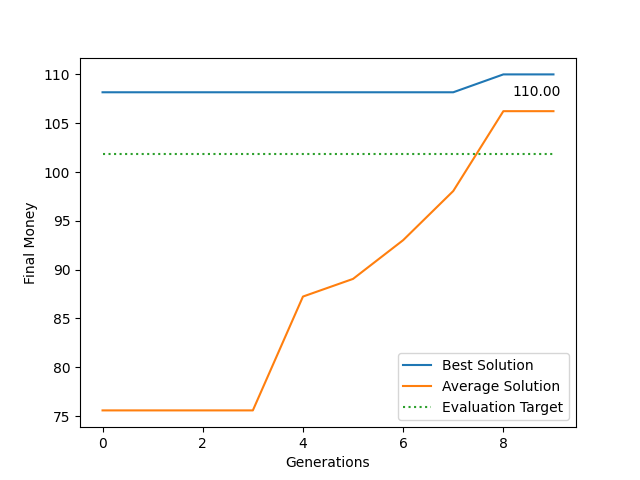 110
105
100
95
90
85
80
75
Final Money
110.00
Best Solution
Average Solution
Evaluation Target
0 2 4 6 8
Generations